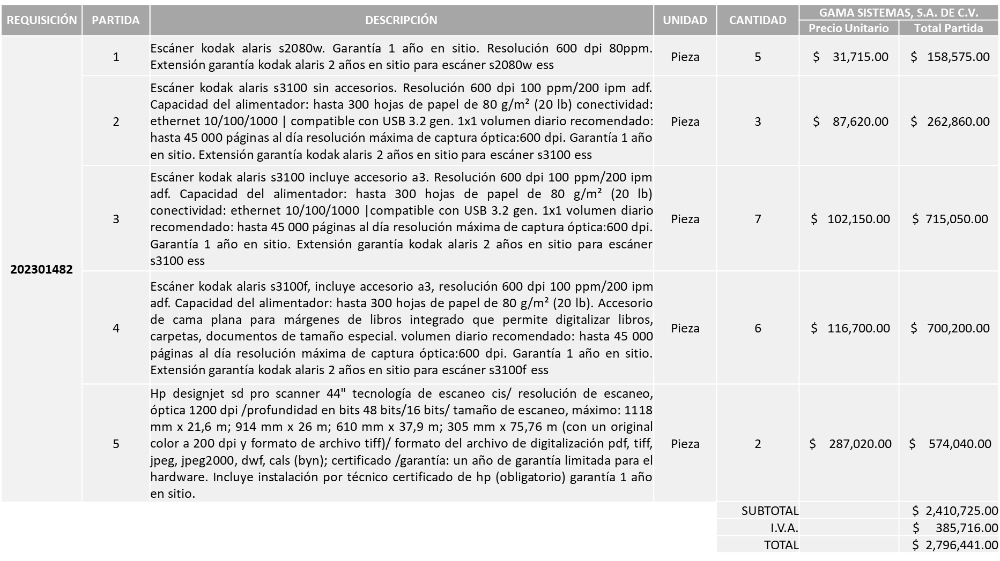 REQUISICIÓN PARTIDA DESCRIPCIÓN UNIDAD CANTIDAD GAMA SISTEMAS, S.A. DE C.V.
Precio Unitario Total Partida
202301482
1
Escáner kodak alaris s2080w. Garantía 1 año en sitio. Resolución 600 dpi 80ppm.
Extensión garantía kodak alaris 2 años en sitio para escáner s2080w ess
Pieza 5 $ 31,715.00 $ 158,575.00
2
Escáner kodak alaris s3100 sin accesorios. Resolución 600 dpi 100 ppm/200 ipm adf.
Capacidad del alimentador: hasta 300 hojas de papel de 80 g/m² (20 lb) conectividad:
ethernet 10/100/1000 | compatible con USB 3.2 gen. 1x1 volumen diario recomendado:
hasta 45 000 páginas al día resolución máxima de captura óptica:600 dpi. Garantía 1 año
en sitio. Extensión garantía kodak alaris 2 años en sitio para escáner s3100 ess
Pieza 3 $ 87,620.00 $ 262,860.00
3
Escáner kodak alaris s3100 incluye accesorio a3. Resolución 600 dpi 100 ppm/200 ipm
adf. Capacidad del alimentador: hasta 300 hojas de papel de 80 g/m² (20 lb)
conectividad: ethernet 10/100/1000 |compatible con USB 3.2 gen. 1x1 volumen diario
recomendado: hasta 45 000 páginas al día resolución máxima de captura óptica:600 dpi.
Garantía 1 año en sitio. Extensión garantía kodak alaris 2 años en sitio para escáner
s3100 ess
Pieza 7 $ 102,150.00 $ 715,050.00
4
Escáner kodak alaris s3100f, incluye accesorio a3, resolución 600 dpi 100 ppm/200 ipm
adf. Capacidad del alimentador: hasta 300 hojas de papel de 80 g/m² (20 lb). Accesorio
de cama plana para márgenes de libros integrado que permite digitalizar libros,
carpetas, documentos de tamaño especial. volumen diario recomendado: hasta 45 000
páginas al día resolución máxima de captura óptica:600 dpi. Garantía 1 año en sitio.
Extensión garantía kodak alaris 2 años en sitio para escáner s3100f ess
Pieza 6 $ 116,700.00 $ 700,200.00
5
Hp designjet sd pro scanner 44" tecnología de escaneo cis/ resolución de escaneo,
óptica 1200 dpi /profundidad en bits 48 bits/16 bits/ tamaño de escaneo, máximo: 1118
mm x 21,6 m; 914 mm x 26 m; 610 mm x 37,9 m; 305 mm x 75,76 m (con un original
color a 200 dpi y formato de archivo tiff)/ formato del archivo de digitalización pdf, tiff,
jpeg, jpeg2000, dwf, cals (byn); certificado /garantía: un año de garantía limitada para el
hardware. Incluye instalación por técnico certificado de hp (obligatorio) garantía 1 año
en sitio.
Pieza 2 $ 287,020.00 $ 574,040.00
SUBTOTAL $ 2,410,725.00
I.V.A. $ 385,716.00
TOTAL $ 2,796,441.00